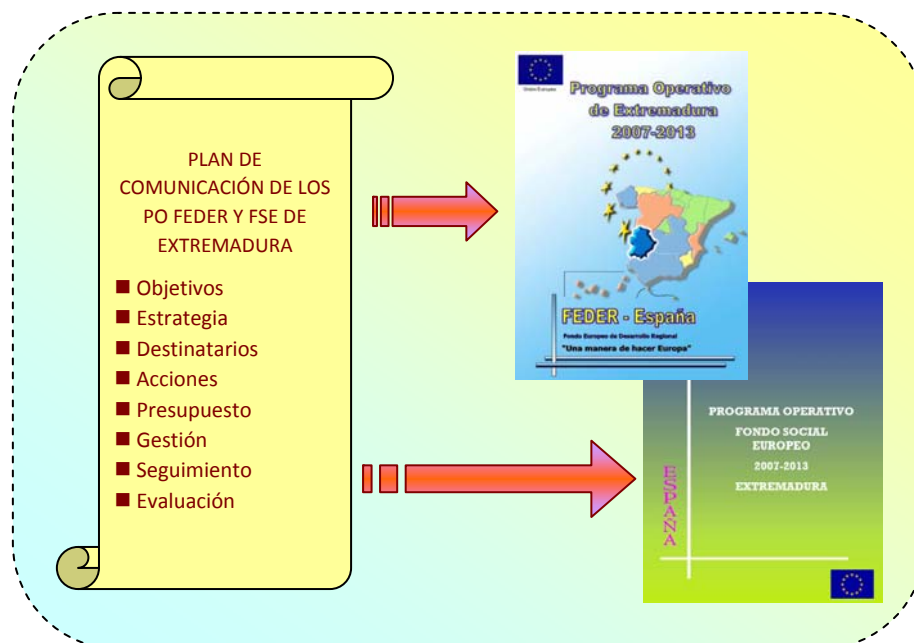 PLAN DE
COMUNICACIÓN DE LOS
PO FEDER Y FSE DE
EXTREMADURA
Objetivos
Estrategia
Destinatarios
Acciones
Presupuesto
Gestión
Seguimiento
Evaluación
Unión Europea
Programa Operativo
de Extremadura
2007-2013
FEDER - España
Fondo Europeo de Desarrollo Regional
"Una manera de hacer Europa"
PROGRAMA OPERATIVO
FONDO SOCIAL
EUROPEO
2007-2013
EXTREMADURA
ESPAÑA